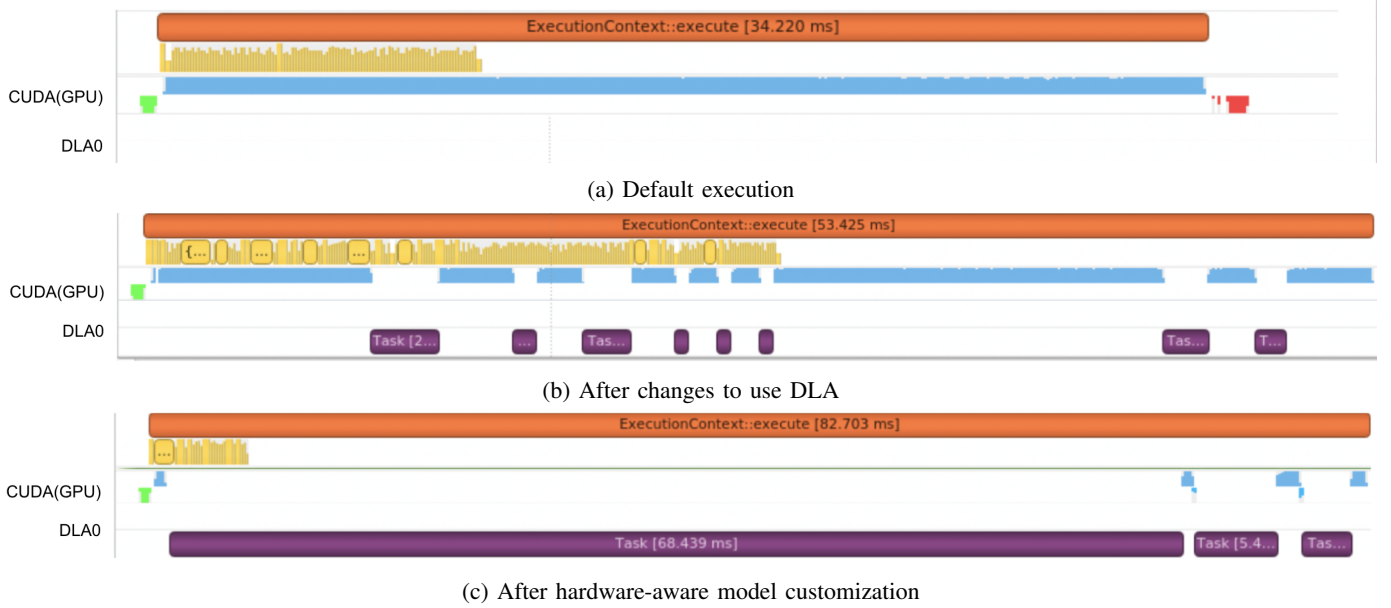 ExecutionContext::execute [34.220 ms]
CUDA(GPU)
DLA0
(a) Default execution
ExecutionContext::execute [53.425 ms]
{... ... ...
CUDA(GPU)
DLA0
Task [2... ... Tas... Tas... T...
(b) After changes to use DLA
ExecutionContext::execute [82.703 ms]
...
CUDA(GPU)
DLA0
Task [68.439 ms] Task [5.4... Tas...
(c) After hardware-aware model customization